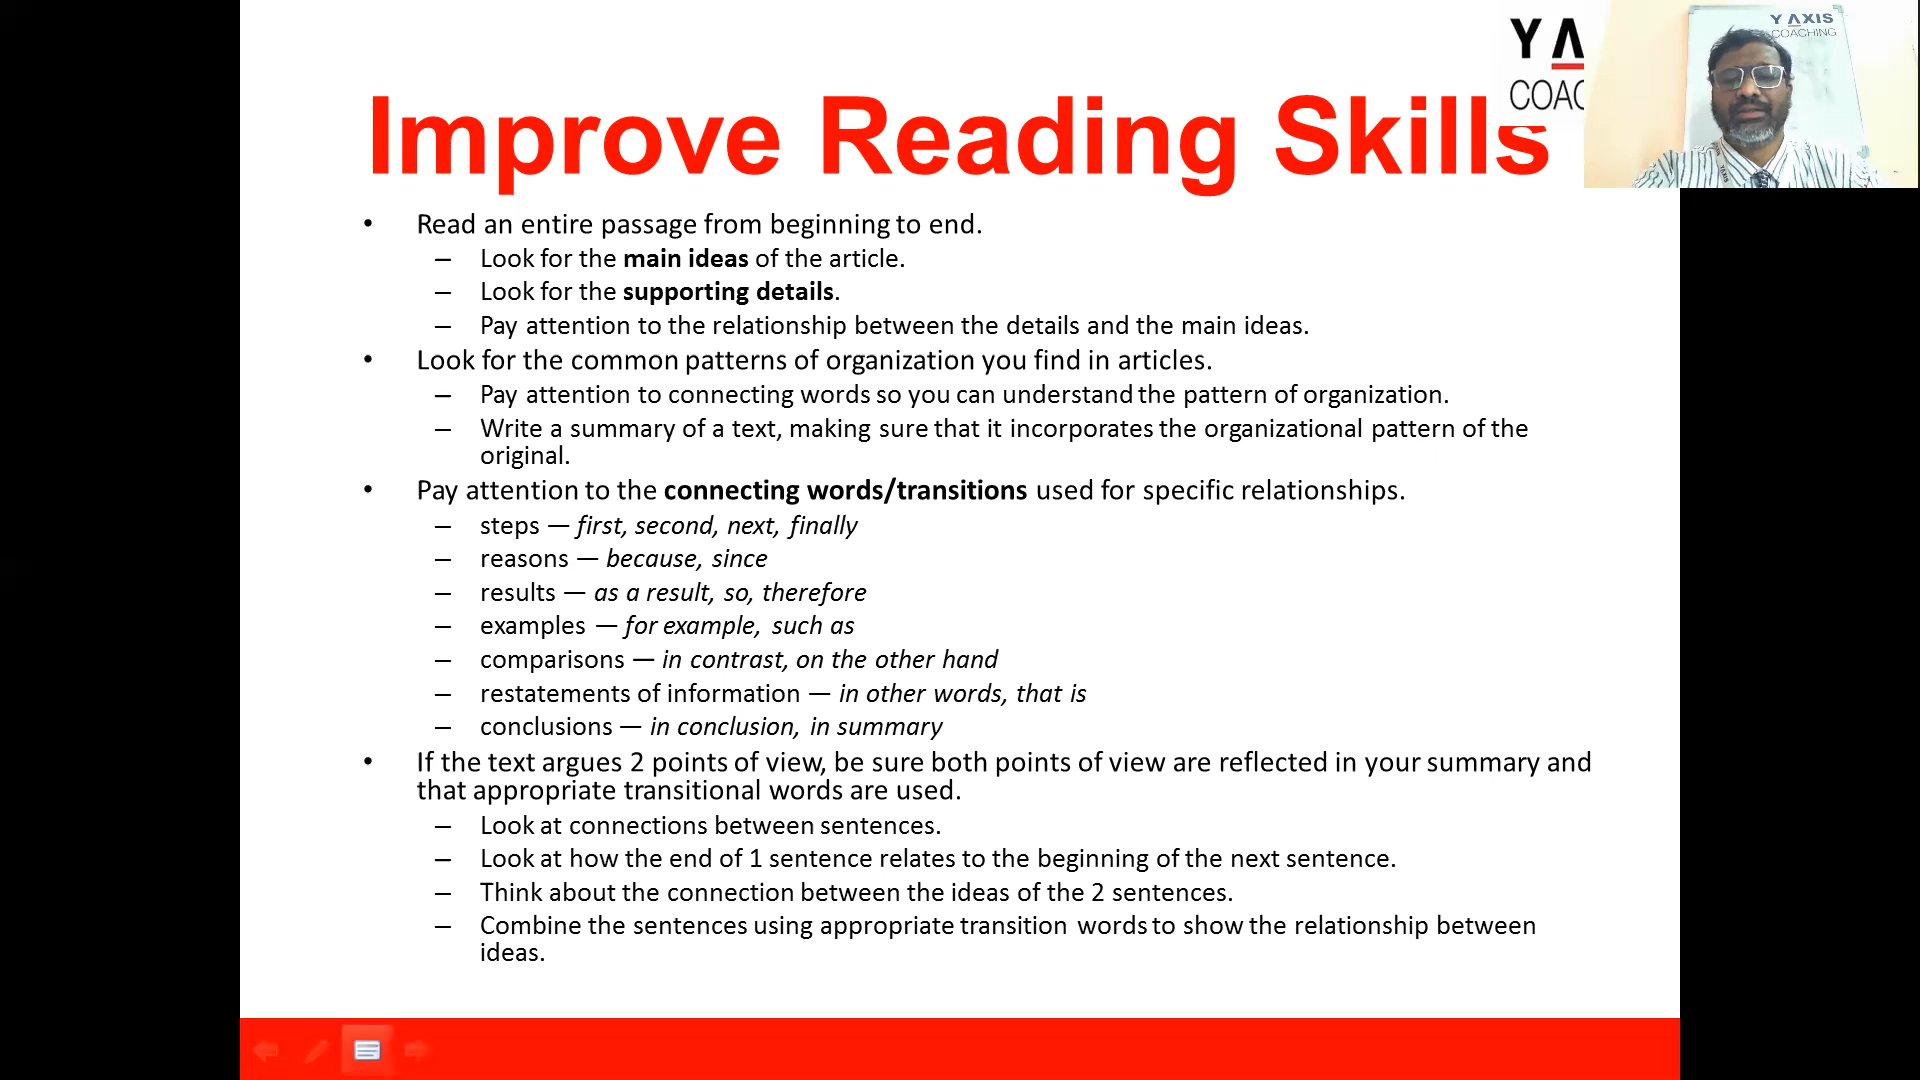 Y Λ
COAC
Y ΛXIS
COACHING
Improve Reading Skills
• Read an entire passage from beginning to end.
– Look for the main ideas of the article.
– Look for the supporting details.
– Pay attention to the relationship between the details and the main ideas.
• Look for the common patterns of organization you find in articles.
– Pay attention to connecting words so you can understand the pattern of organization.
– Write a summary of a text, making sure that it incorporates the organizational pattern of the
original.
• Pay attention to the connecting words/transitions used for specific relationships.
– steps — first, second, next, finally
– reasons — because, since
– results — as a result, so, therefore
– examples — for example, such as
– comparisons — in contrast, on the other hand
– restatements of information — in other words, that is
– conclusions — in conclusion, in summary
• If the text argues 2 points of view, be sure both points of view are reflected in your summary and
that appropriate transitional words are used.
– Look at connections between sentences.
– Look at how the end of 1 sentence relates to the beginning of the next sentence.
– Think about the connection between the ideas of the 2 sentences.
– Combine the sentences using appropriate transition words to show the relationship between
ideas.